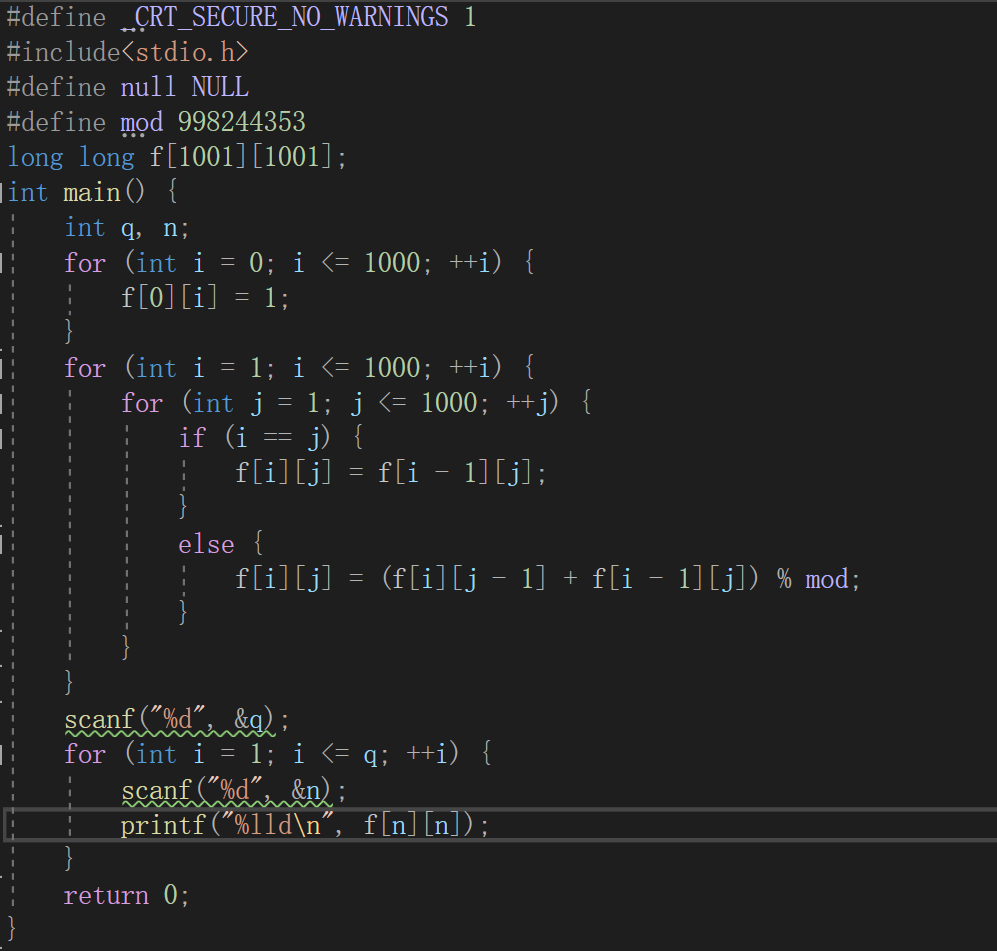 #define _CRT_SECURE_NO_WARNINGS 1
#include<stdio.h>
#define null NULL
#define mod 998244353
long long f[1001][1001];
int main() {
    int q, n;
    for (int i = 0; i <= 1000; ++i) {
        f[0][i] = 1;
    }
    for (int i = 1; i <= 1000; ++i) {
        for (int j = 1; j <= 1000; ++j) {
            if (i == j) {
                f[i][j] = f[i - 1][j];
            }
            else {
                f[i][j] = (f[i][j - 1] + f[i - 1][j]) % mod;
            }
        }
    }
    scanf("%d", &q);
    for (int i = 1; i <= q; ++i) {
        scanf("%d", &n);
        printf("%lld\n", f[n][n]);
    }
    return 0;
}